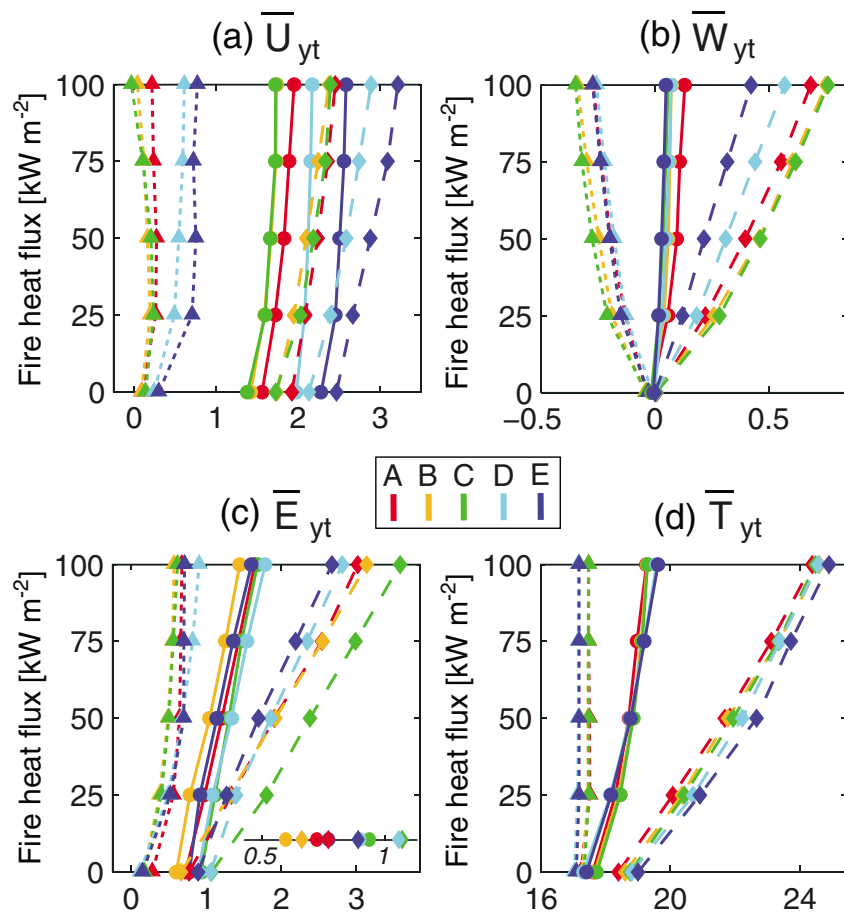 (a) U̅yt
(b) W̅yt
Fire heat flux [kW m-2]
100
75
50
25
0
0 1 2 3
Fire heat flux [kW m-2]
100
75
50
25
0
−0.5 0 0.5
A B C D E
(c) E̅yt
(d) T̅yt
Fire heat flux [kW m-2]
100
75
50
25
0
0.5 1
0 1 2 3
Fire heat flux [kW m-2]
100
75
50
25
0
16 20 24